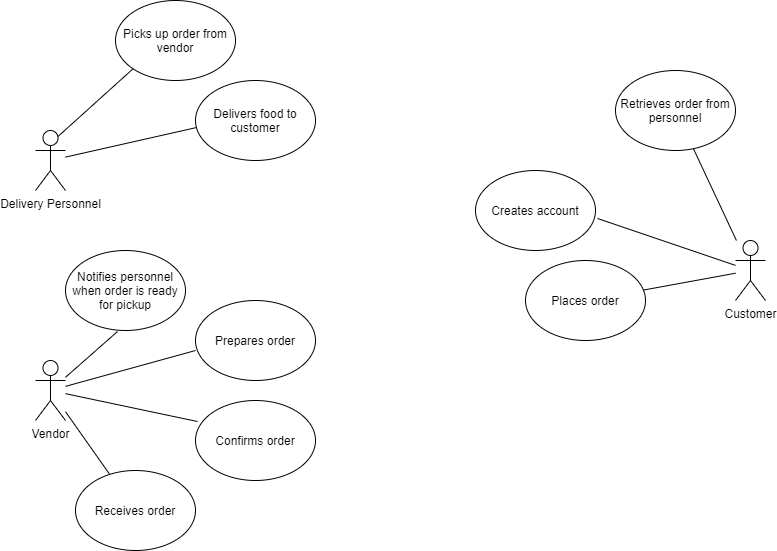 Picks up order from
vendor
Delivers food to
customer
Delivery Personnel
Retrieves order from
personnel
Creates account
Places order
Customer
Notifies personnel
when order is ready
for pickup
Prepares order
Vendor
Confirms order
Receives order